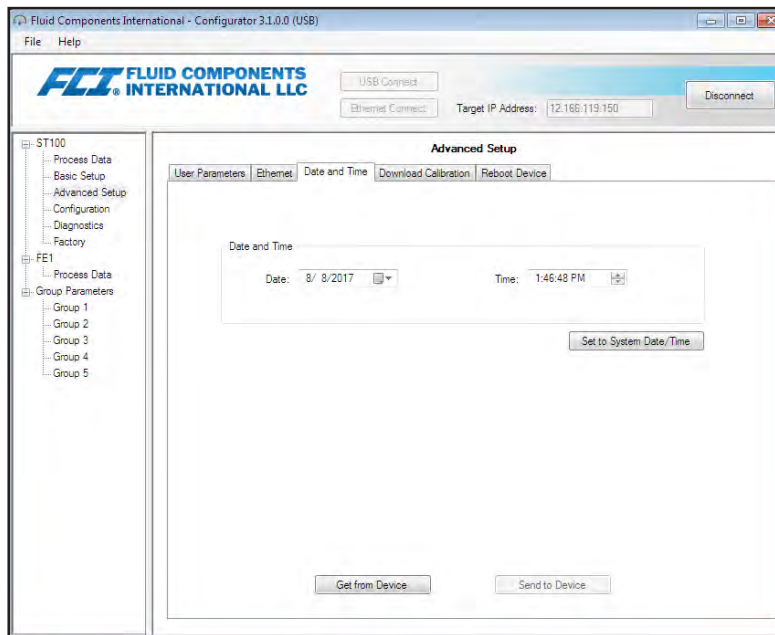 Fluid Components International - Configurator 3.1.0.0 (USB)
File Help
FCI® FLUID COMPONENTS
INTERNATIONAL LLC
USB Connect
Ethernet Connect
Target IP Address: 12.166.119.150
Disconnect
ST100
Process Data
Basic Setup
Advanced Setup
Configuration
Diagnostics
Factory
FE1
Process Data
Group Parameters
Group 1
Group 2
Group 3
Group 4
Group 5
Advanced Setup
User Parameters Ethernet Date and Time Download Calibration Reboot Device
Date and Time
Date: 8/ 8/2017 Time: 1:46:48 PM
Set to System Date/Time
Get from Device Send to Device